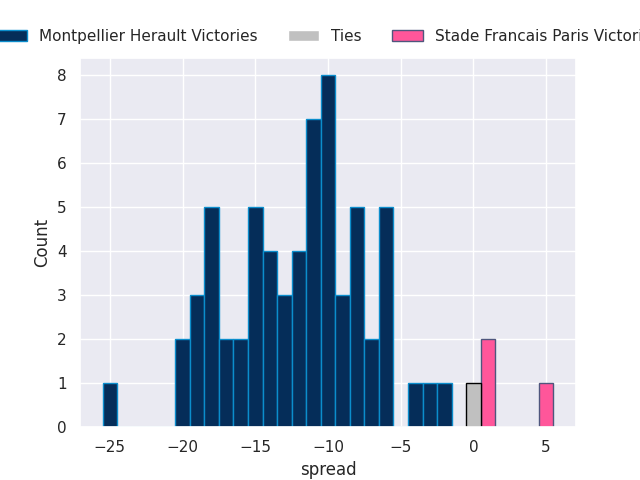 Montpellier Herault Victories Ties Stade Francais Paris Victori
8
7
6
5
4
3
2
1
0
Count
−25 −20 −15 −10 −5 0 5
spread